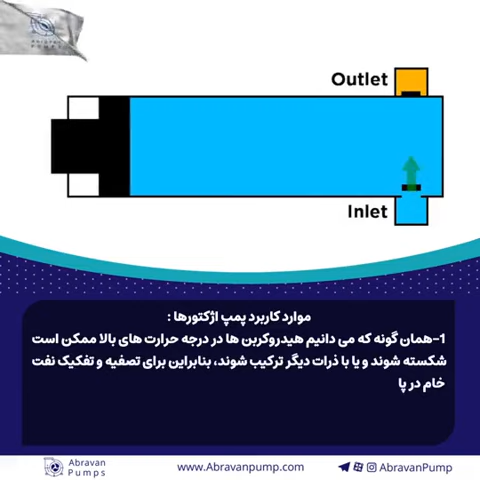 Abravan
Pumps
Outlet
Inlet
موارد کاربرد پمپ اژکتورها :
1-همان گونه که می دانیم هیدروکربن ها در درجه حرارت های بالا ممکن است
شکسته شوند و یا با ذرات دیگر ترکیب شوند، بنابراین برای تصفیه و تفکیک نفت
خام در پا
Abravan
Pumps
www.Abravanpump.com
AbravanPump